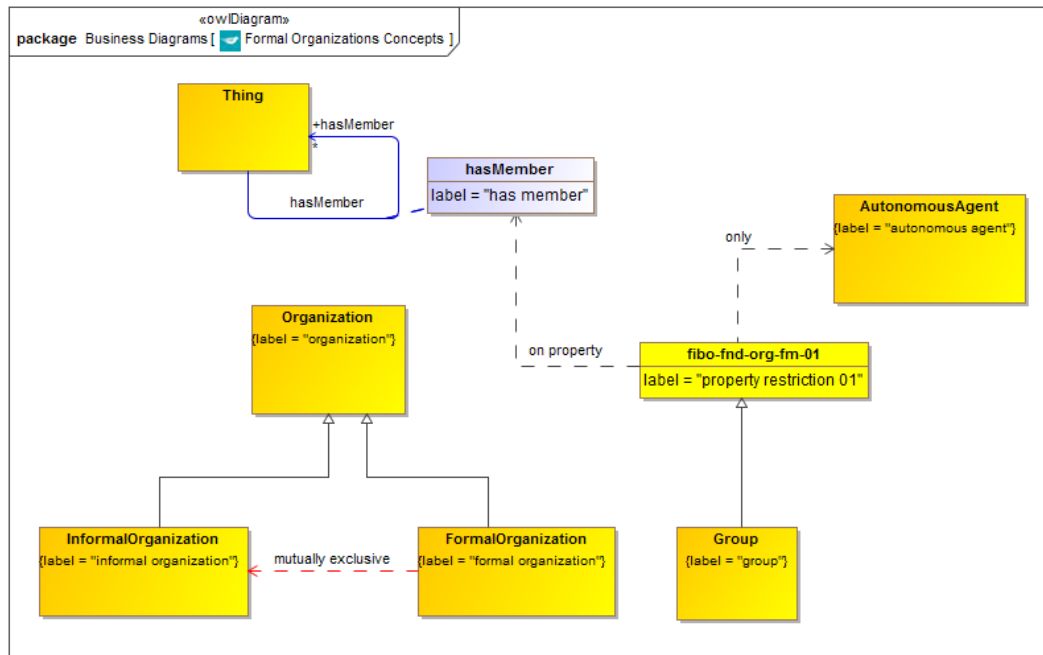 «owlDiagram»
package Business Diagrams [ Formal Organizations Concepts ]
Thing
+hasMember
*
hasMember
hasMember
label = "has member"
AutonomousAgent
{label = "autonomous agent"}
only
Organization
{label = "organization"}
on property
fibo-fnd-org-fm-01
label = "property restriction 01"
InformalOrganization
{label = "informal organization"}
mutually exclusive
FormalOrganization
{label = "formal organization"}
Group
{label = "group"}